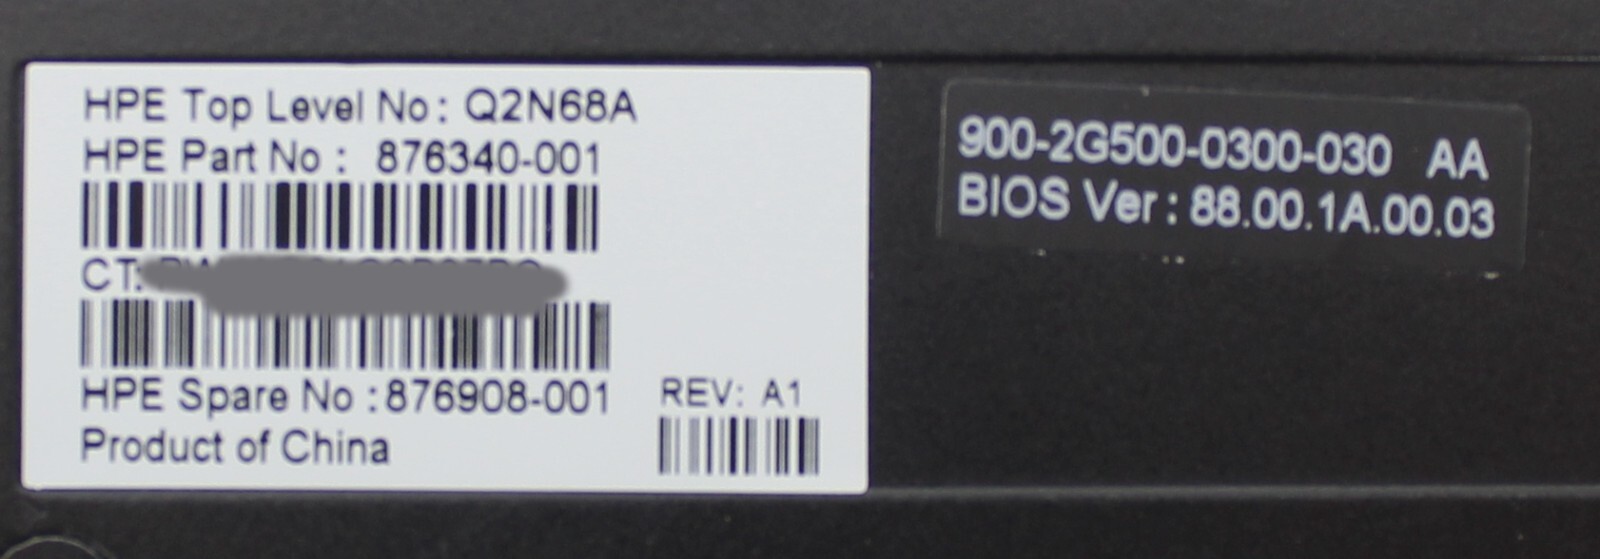 HPE Top Level No: Q2N68A
HPE Part No: 876340-001
CT:
HPE Spare No:876908-001
REV: A1
Product of China
900-2G500-0300-030 AA
BIOS Ver: 88.00.1A.00.03